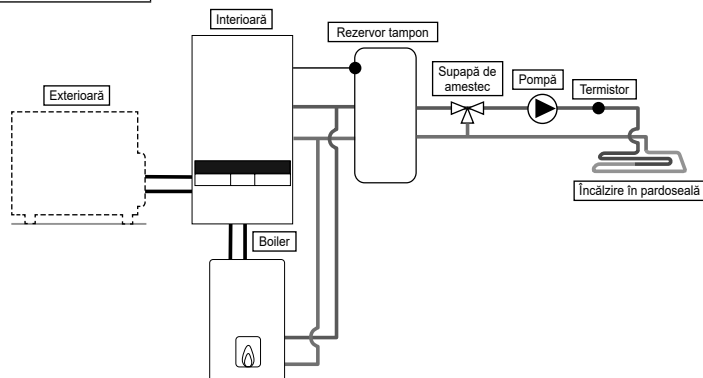 Interioară
Rezervor tampon
Supapă de
amestec
Pompă
Termistor
Exterioară
Încălzire în pardoseală
Boiler